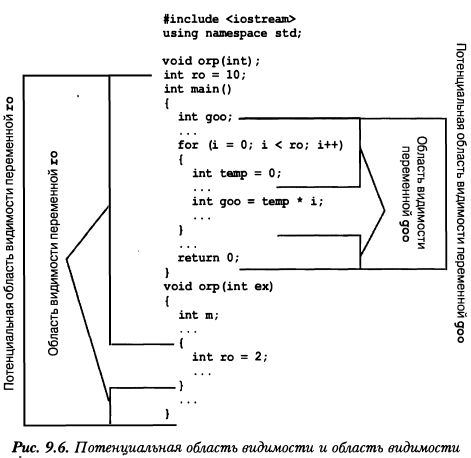 #include <iostream>
using namespace std;
void orp(int);
int ro = 10;
int main()
{
int goo;
...
for (i = 0; i < ro; i++)
{
int temp = 0;
...
int goo = temp * i;
...
}
...
return 0;
}
void orp(int ex)
{
int m;
...
{
int ro = 2;
...
}
...
}
Потенциальная область видимости переменной ro
Область видимости переменной ro
Область видимости
переменной goo
Потенциальная область видимости переменной goo
Рис. 9.6. Потенциальная область видимости и область видимости